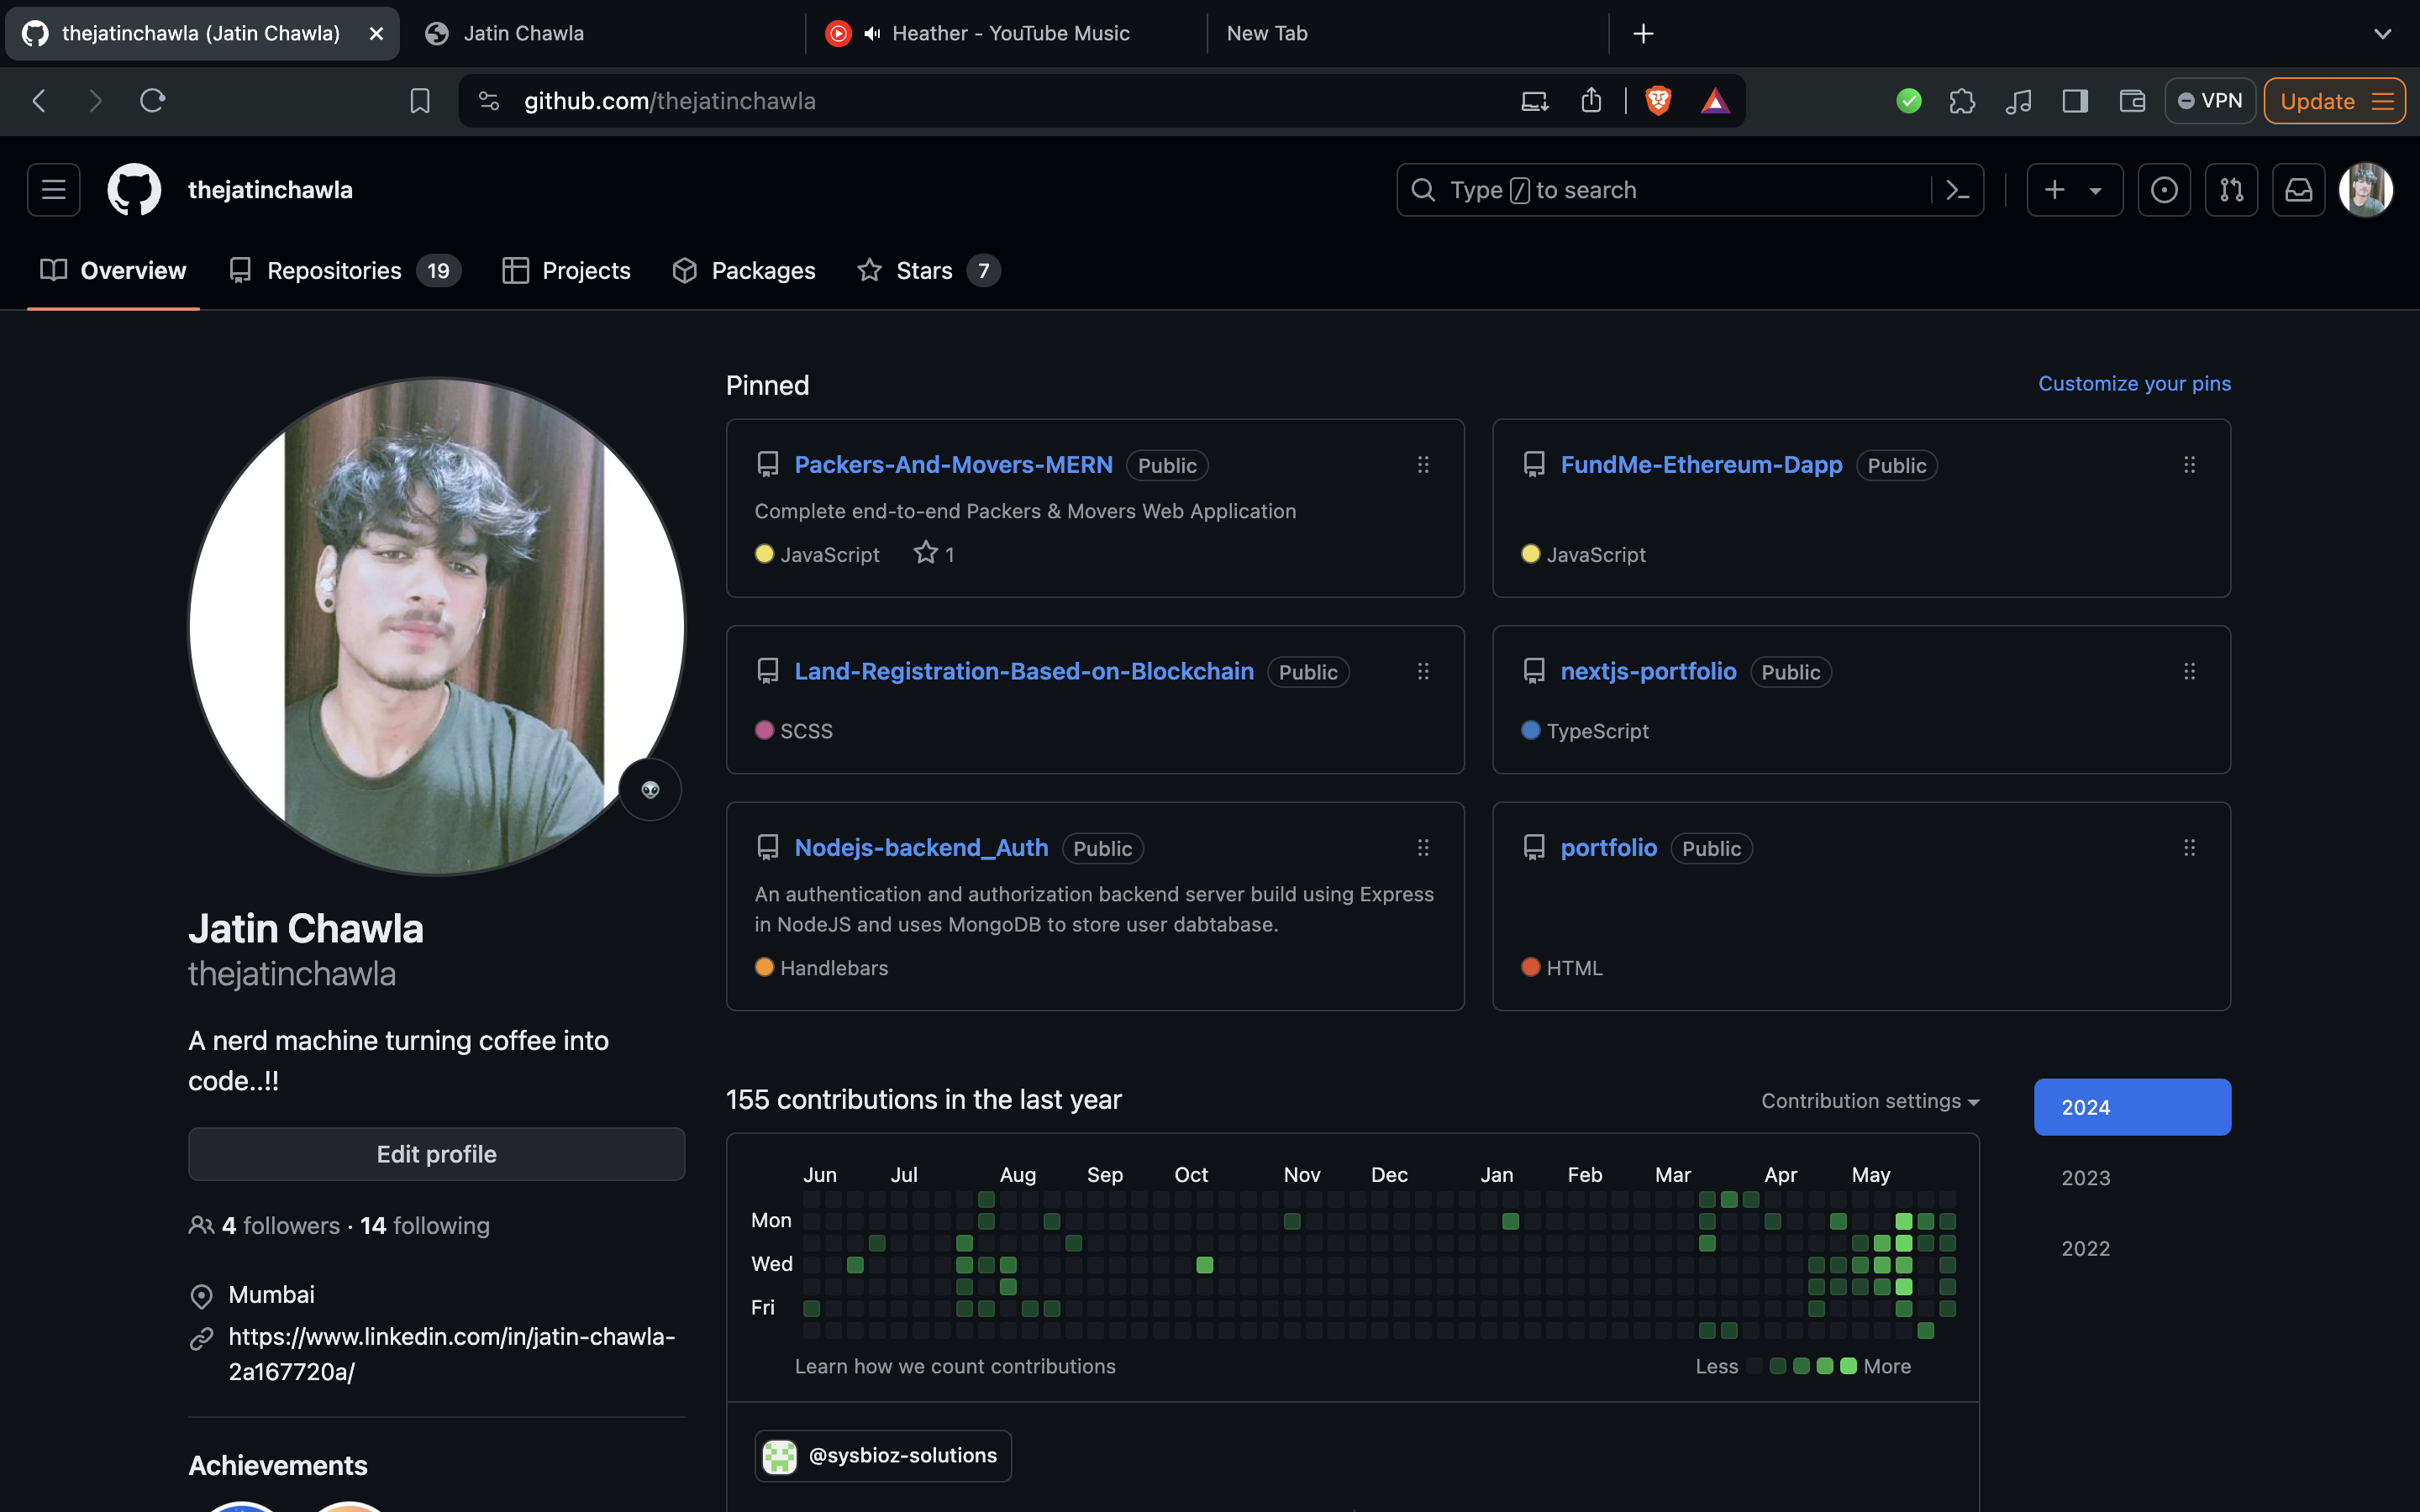 thejatinchawla (Jatin Chawla)
Jatin Chawla
Heather - YouTube Music
New Tab
github.com/thejatinchawla
VPN
Update
thejatinchawla
Type / to search
Overview
Repositories 19
Projects
Packages
Stars 7
Pinned
Customize your pins
Packers-And-Movers-MERN Public
Complete end-to-end Packers & Movers Web Application
JavaScript 1
FundMe-Ethereum-Dapp Public
JavaScript
Land-Registration-Based-on-Blockchain Public
SCSS
nextjs-portfolio Public
TypeScript
Nodejs-backend_Auth Public
An authentication and authorization backend server build using Express
in NodeJS and uses MongoDB to store user dabtabase.
Handlebars
portfolio Public
HTML
Jatin Chawla
thejatinchawla
A nerd machine turning coffee into
code..!!
Edit profile
4 followers · 14 following
Mumbai
https://www.linkedin.com/in/jatin-chawla-
2a167720a/
Achievements
155 contributions in the last year
Contribution settings
2024
2023
2022
Jun Jul Aug Sep Oct Nov Dec Jan Feb Mar Apr May
Mon
Wed
Fri
Learn how we count contributions
Less More
@sysbioz-solutions